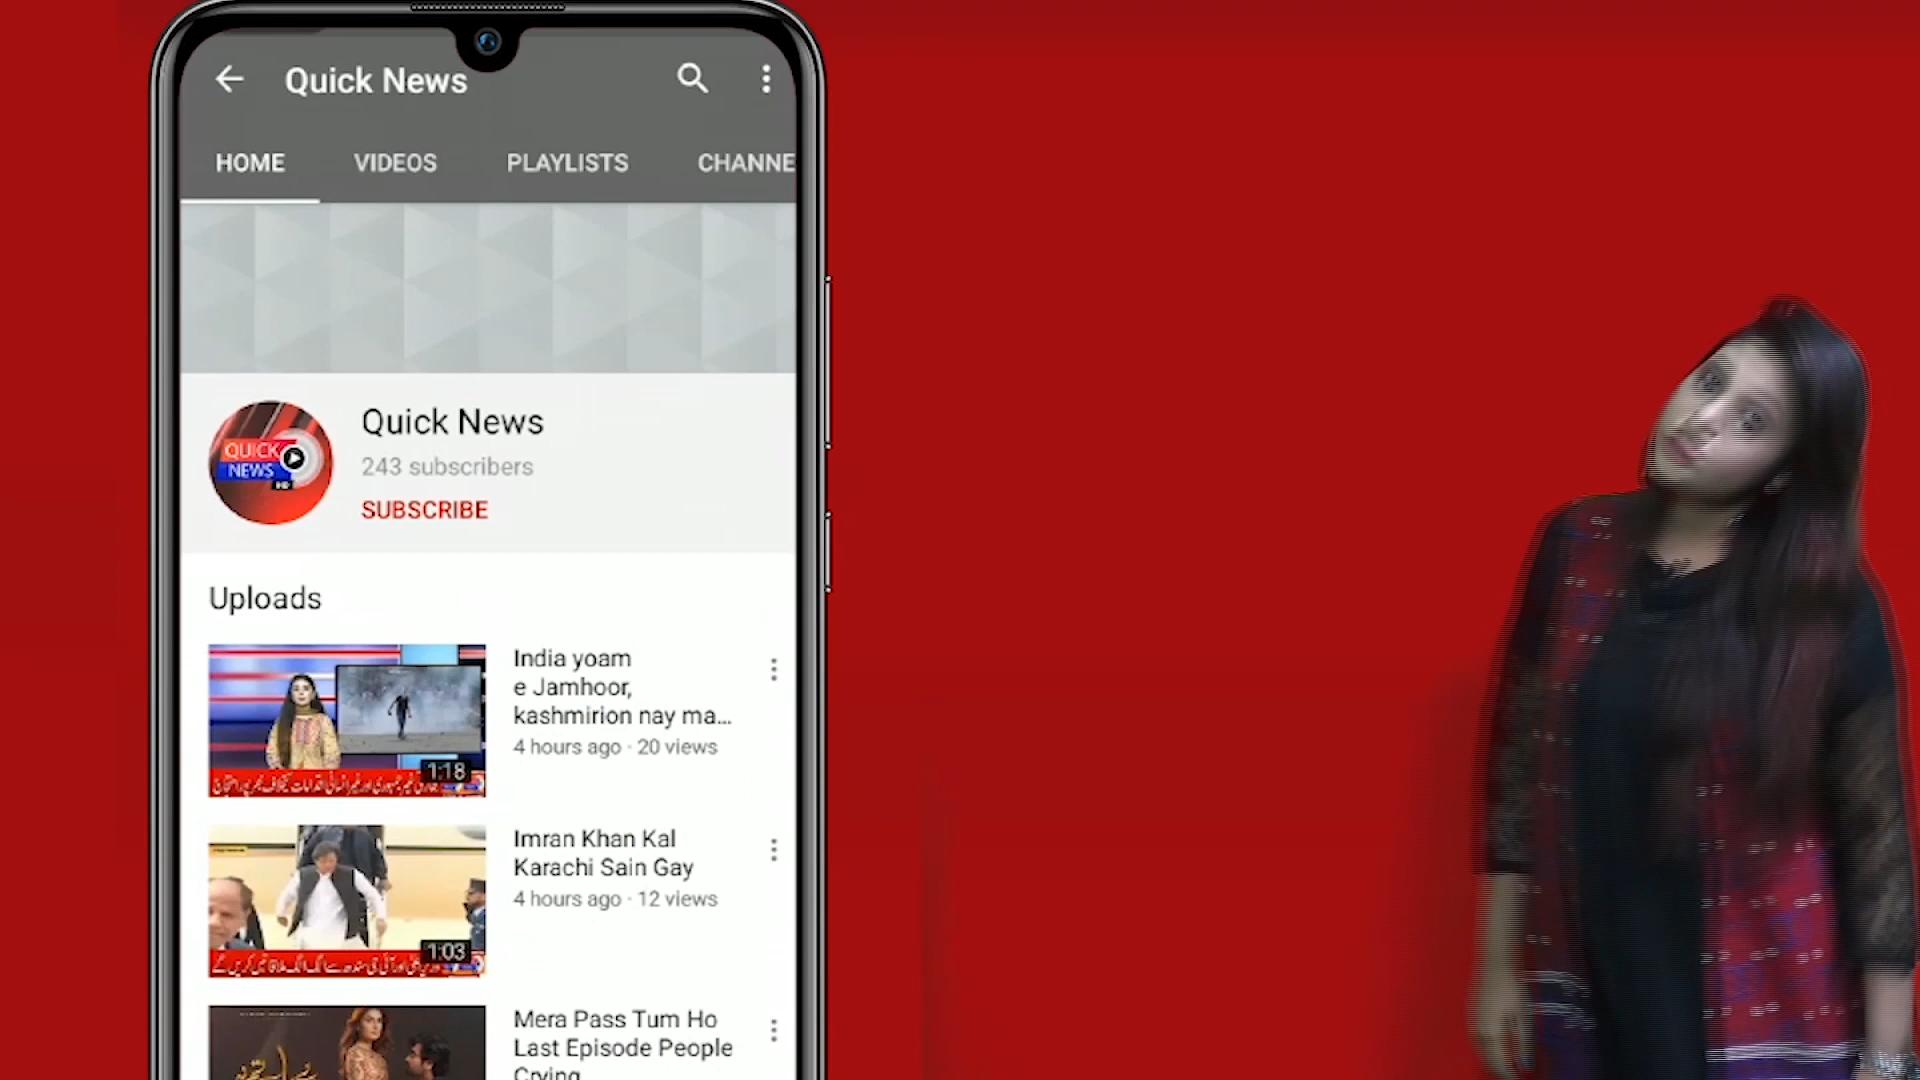 Quick News
HOME VIDEOS PLAYLISTS CHANNE
QUICK
NEWS
HD
Quick News
243 subscribers
SUBSCRIBE
Uploads
India yoam
e Jamhoor,
kashmirion nay ma...
4 hours ago · 20 views
1:18
Imran Khan Kal
Karachi Sain Gay
4 hours ago · 12 views
1:03
Mera Pass Tum Ho
Last Episode People
Crying